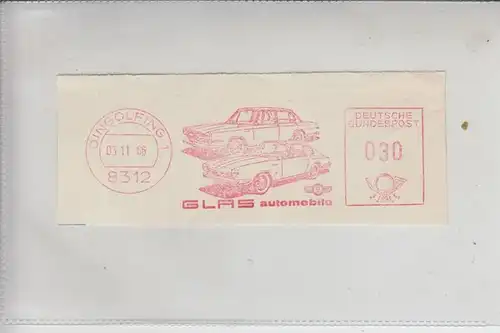 DINGOLFING 1
03.11.66
8312
GLAS automobile
DEUTSCHE
BUNDESPOST
030